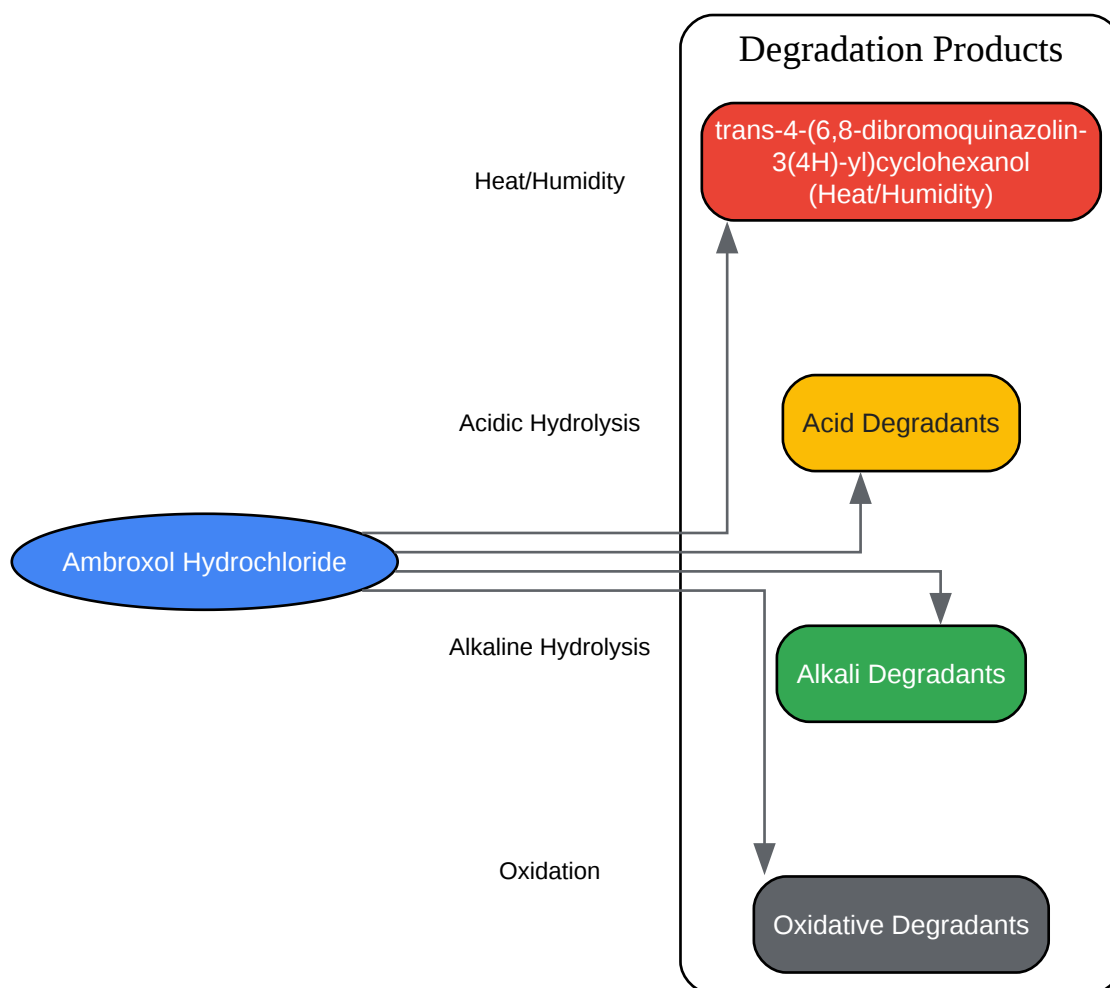 Degradation Products
trans-4-(6,8-dibromoquinazolin-
3(4H)-yl)cyclohexanol
(Heat/Humidity)
Heat/Humidity
Acidic Hydrolysis
Acid Degradants
Ambroxol Hydrochloride
Alkaline Hydrolysis
Alkali Degradants
Oxidation
Oxidative Degradants